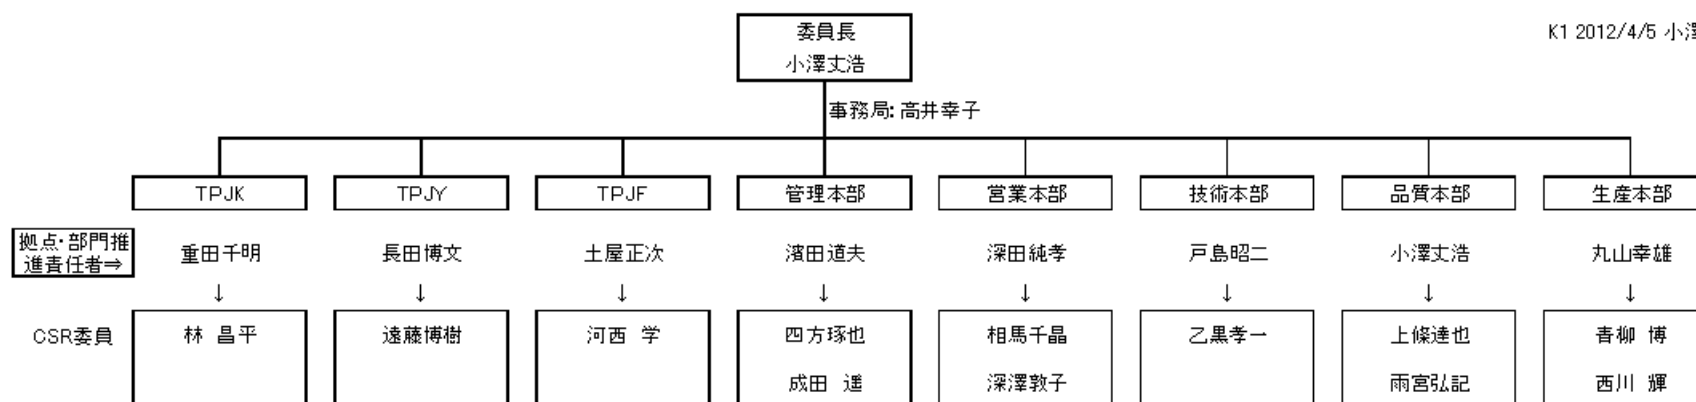 委員長
小澤丈浩
K1 2012/4/5 小澤
事務局: 高井幸子
TPJK TPJY TPJF 管理本部 営業本部 技術本部 品質本部 生産本部
拠点・部門推
進責任者⇒
重田千明 長田博文 土屋正次 濱田道夫 深田純孝 戸島昭二 小澤丈浩 丸山幸雄
↓ ↓ ↓ ↓ ↓ ↓ ↓ ↓
CSR委員 林 昌平 遠藤博樹 河西 学 四方琢也 相馬千晶 乙黒孝一 上條達也 青柳 博
成田 深澤敦子 雨宮弘記 西川 輝